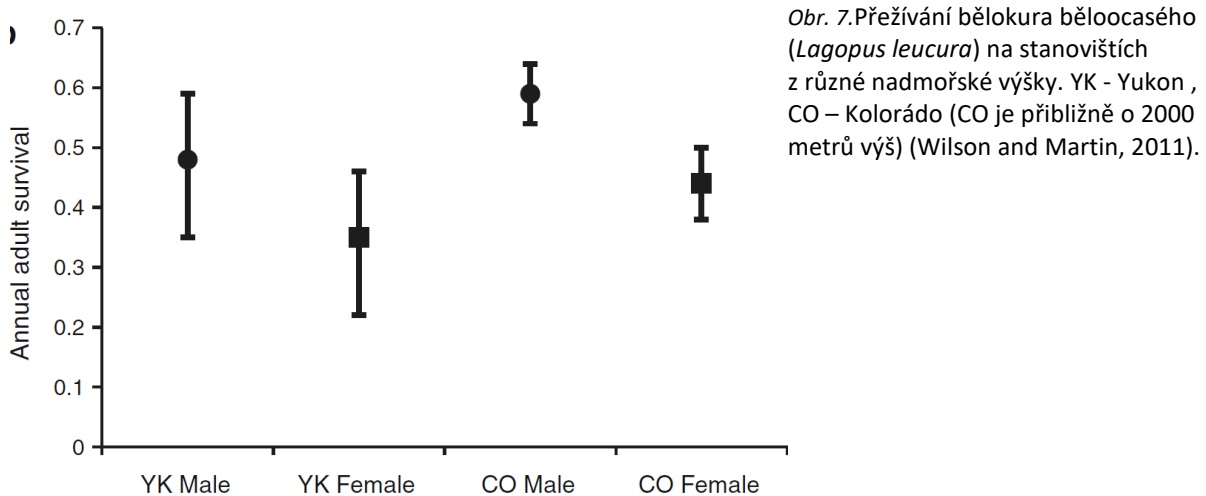 Obr. 7.Přežívání bělokura běloocasého
(Lagopus leucura) na stanovištích
z různé nadmořské výšky. YK - Yukon ,
CO – Kolorádo (CO je přibližně o 2000
metrů výš) (Wilson and Martin, 2011).
Annual adult survival
0.7
0.6
0.5
0.4
0.3
0.2
0.1
0
YK Male YK Female CO Male CO Female